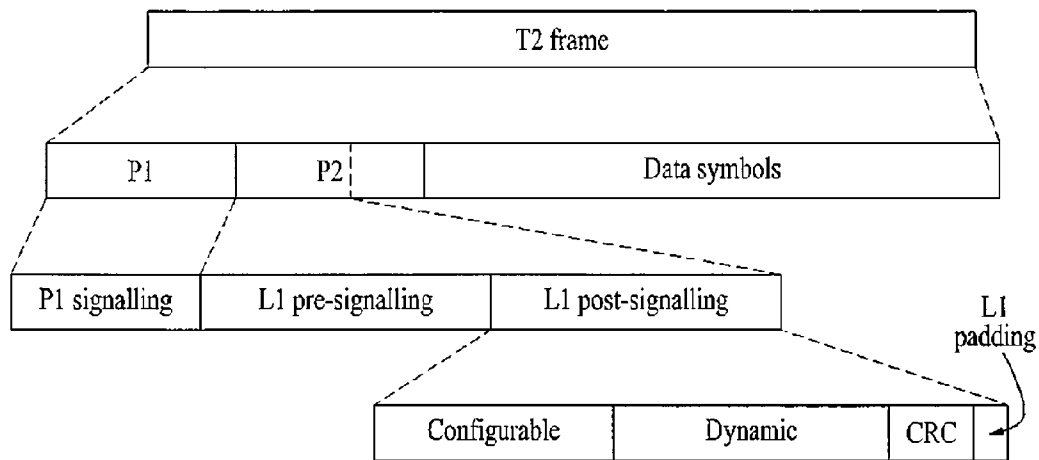 T2 frame
P1
P2
Data symbols
P1 signalling
L1 pre-signalling
L1 post-signalling
L1
padding
Configurable
Dynamic
CRC